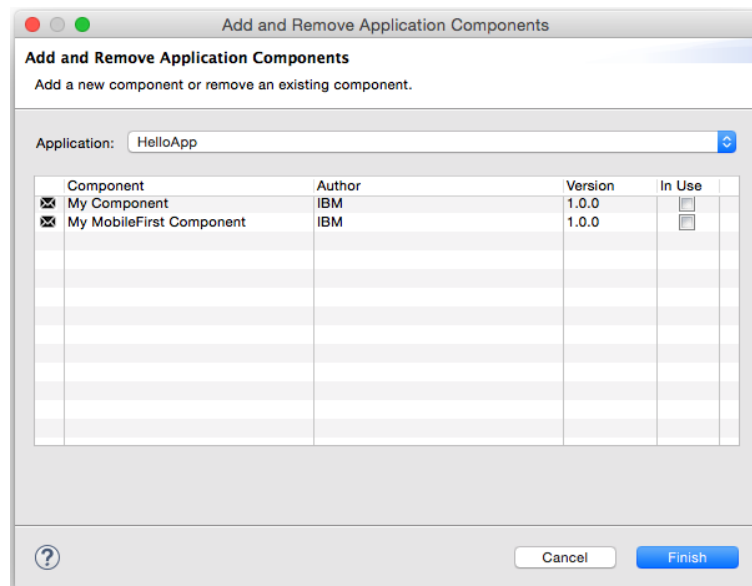 Add and Remove Application Components
Add and Remove Application Components
Add a new component or remove an existing component.
Application: HelloApp
Component Author Version In Use
My Component IBM 1.0.0
My MobileFirst Component IBM 1.0.0
? Cancel Finish